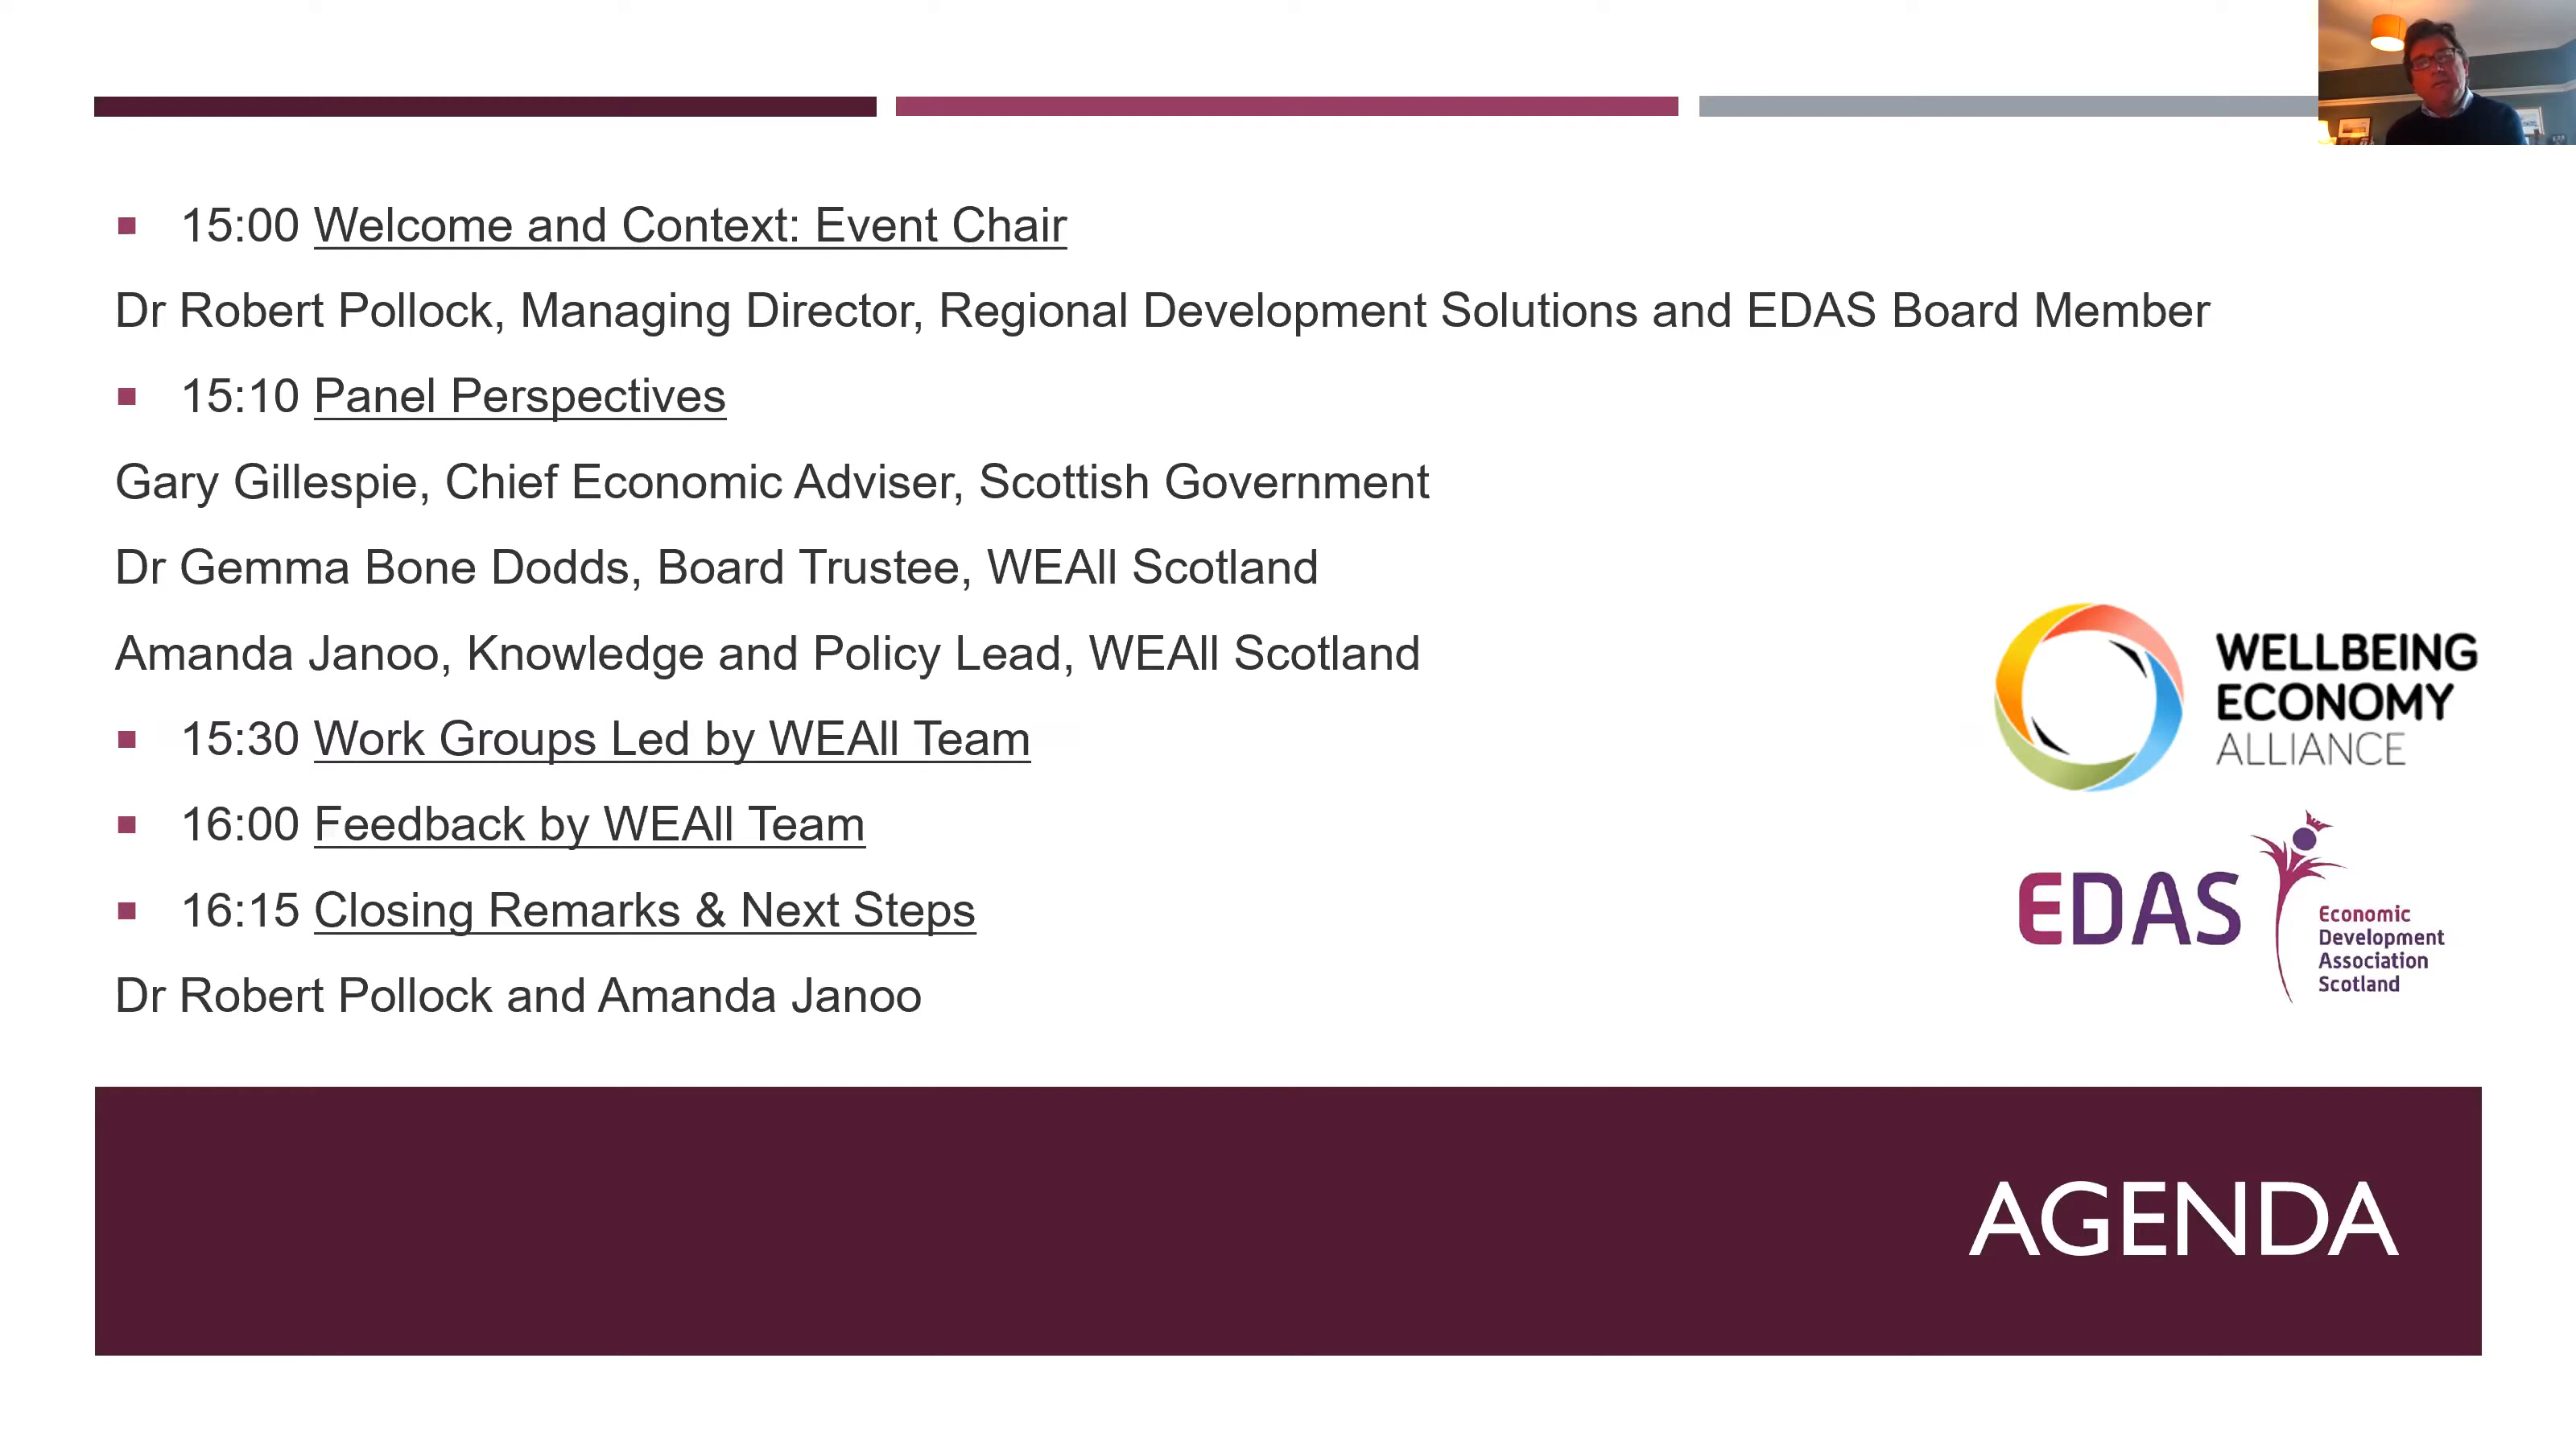 15:00 Welcome and Context: Event Chair
Dr Robert Pollock, Managing Director, Regional Development Solutions and EDAS Board Member
15:10 Panel Perspectives
Gary Gillespie, Chief Economic Adviser, Scottish Government
Dr Gemma Bone Dodds, Board Trustee, WEAll Scotland
Amanda Janoo, Knowledge and Policy Lead, WEAll Scotland
15:30 Work Groups Led by WEAll Team
16:00 Feedback by WEAll Team
16:15 Closing Remarks & Next Steps
Dr Robert Pollock and Amanda Janoo
WELLBEING
ECONOMY
ALLIANCE
EDAS
Economic
Development
Association
Scotland
AGENDA